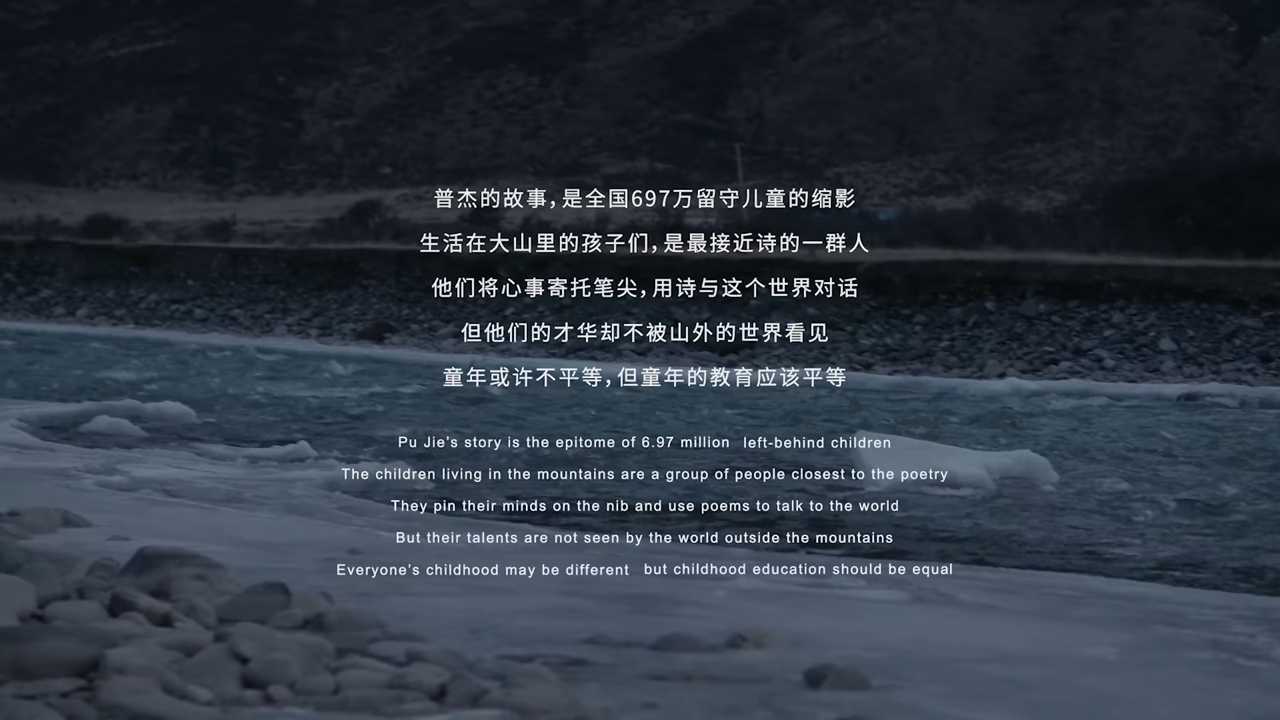 普杰的故事，是全国697万留守儿童的缩影
生活在大山里的孩子们，是最接近诗的一群人
他们将心事寄托笔尖，用诗与这个世界对话
但他们的才华却不被山外的世界看见
童年或许不平等，但童年的教育应该平等
Pu Jie's story is the epitome of 6.97 million left-behind children
The children living in the mountains are a group of people closest to the poetry
They pin their minds on the nib and use poems to talk to the world
But their talents are not seen by the world outside the mountains
Everyone's childhood may be different but childhood education should be equal